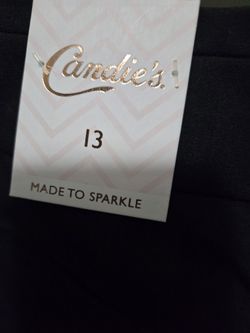 Candie's.
13
MADE TO SPARKLE